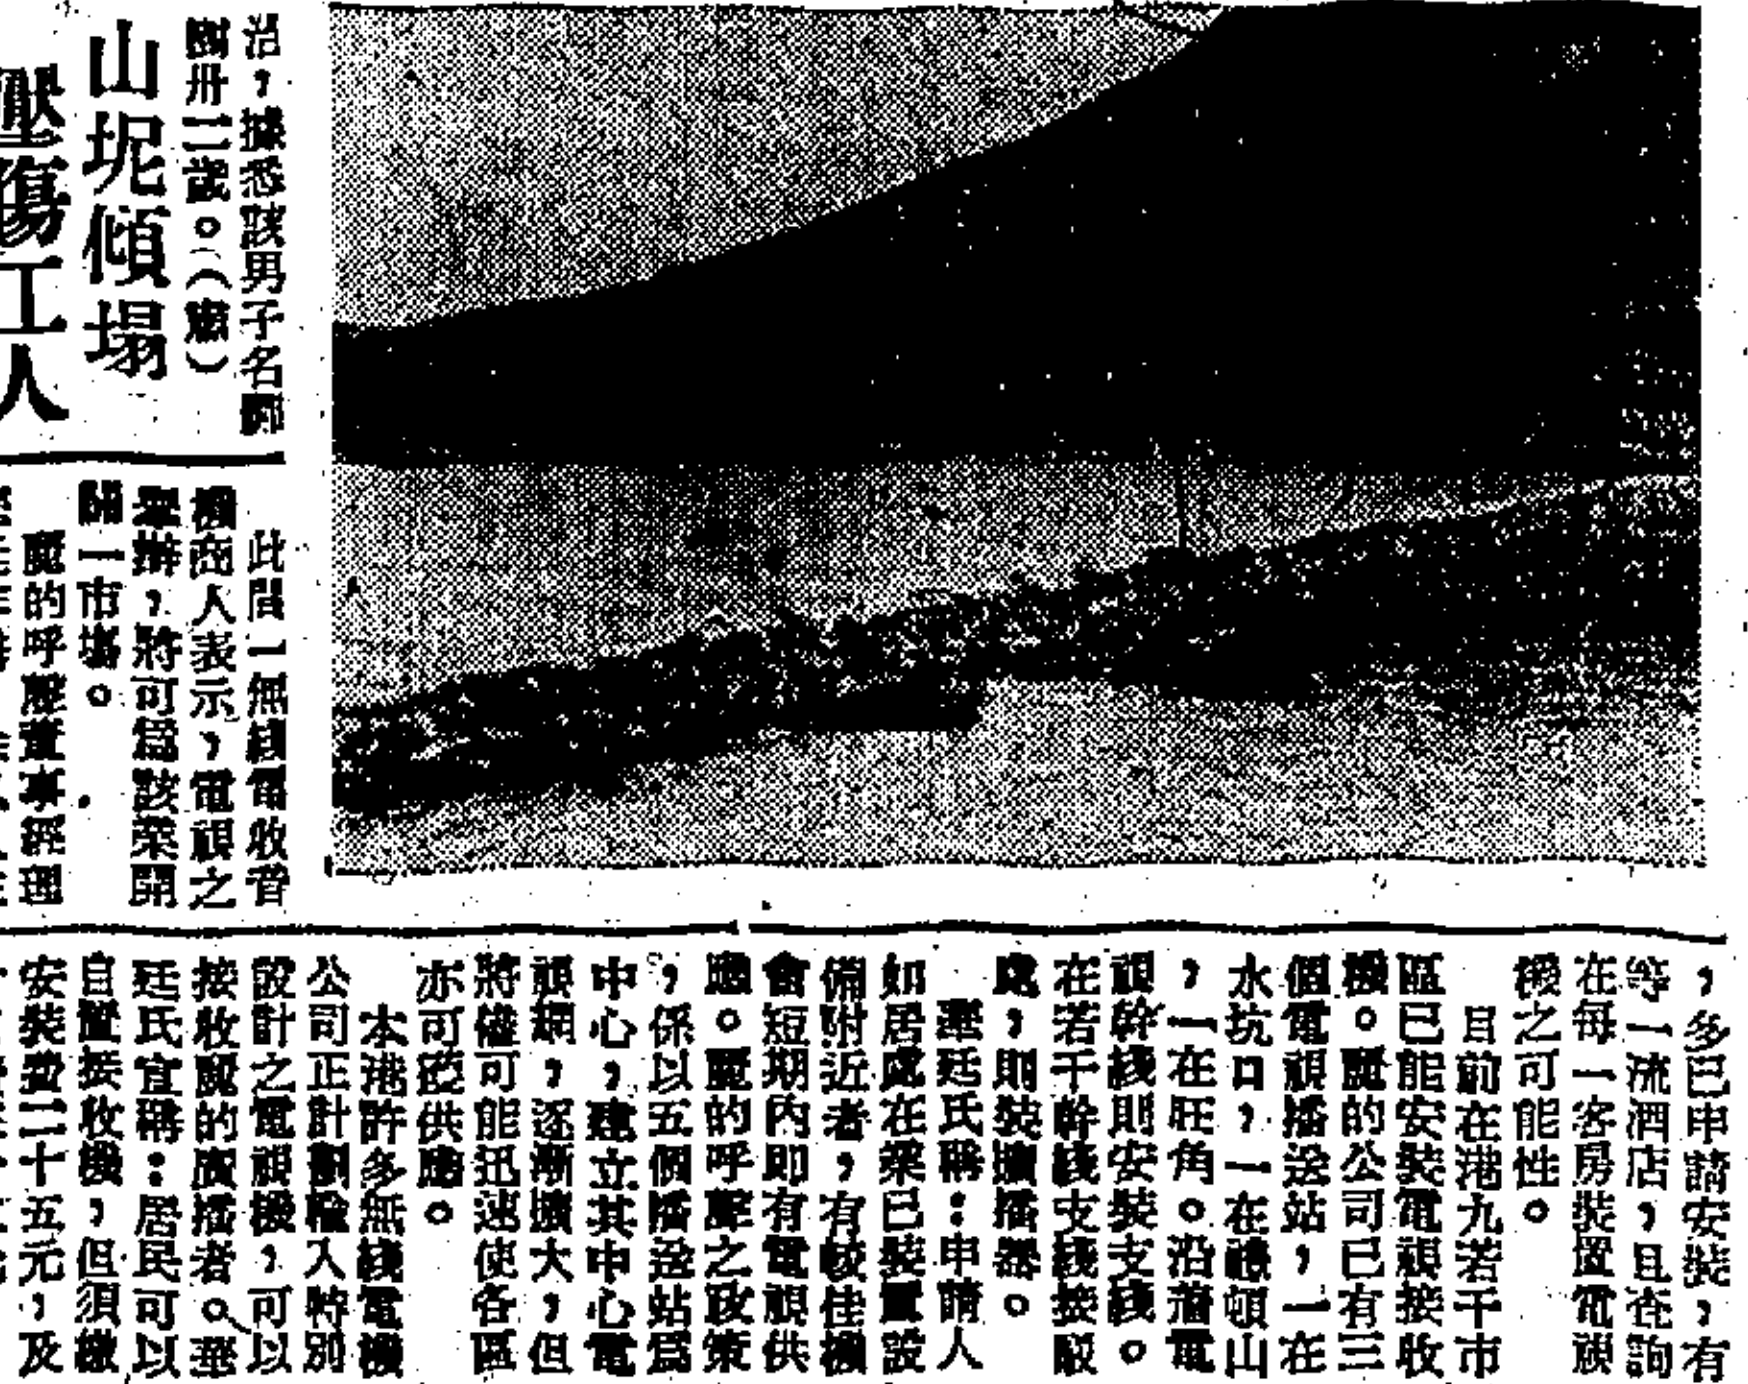 治，據悉該男子名鄭
國卅二歲。（憲）
山坭傾塌
壓傷工人
此間一無綫電收音
機商人表示，電視之
舉辦，將可爲該業開
闢一市塲。
麗的呼聲董事經理
，多已申請安裝，有
等一流酒店，且查詢
在每一客房裝置電視
機之可能性。
目前在港九若干市
區已能安裝電視接收
機。麗的公司已有三
個電視播送站，一在
水坑口，一在禮頓山
，一在旺角。沿着電
視幹綫則安裝支綫。
在若干幹綫支綫接駁
處，則裝擴播器。
華廷氏稱：申請人
如居處在業已裝置設
備附近者，有較佳機
會短期內即有電視供
應。麗的呼聲之政策
，係以五個播送站爲
中心，建立其中心電
視網，逐漸擴大，但
將儘可能迅速使各區
亦可獲供應。
本港許多無綫電機
公司正計劃輸入特別
設計之電視機，可以
接收麗的廣播者。華
廷氏宣稱：居民可以
自置接收機，但須繳
安裝費二十五元，及